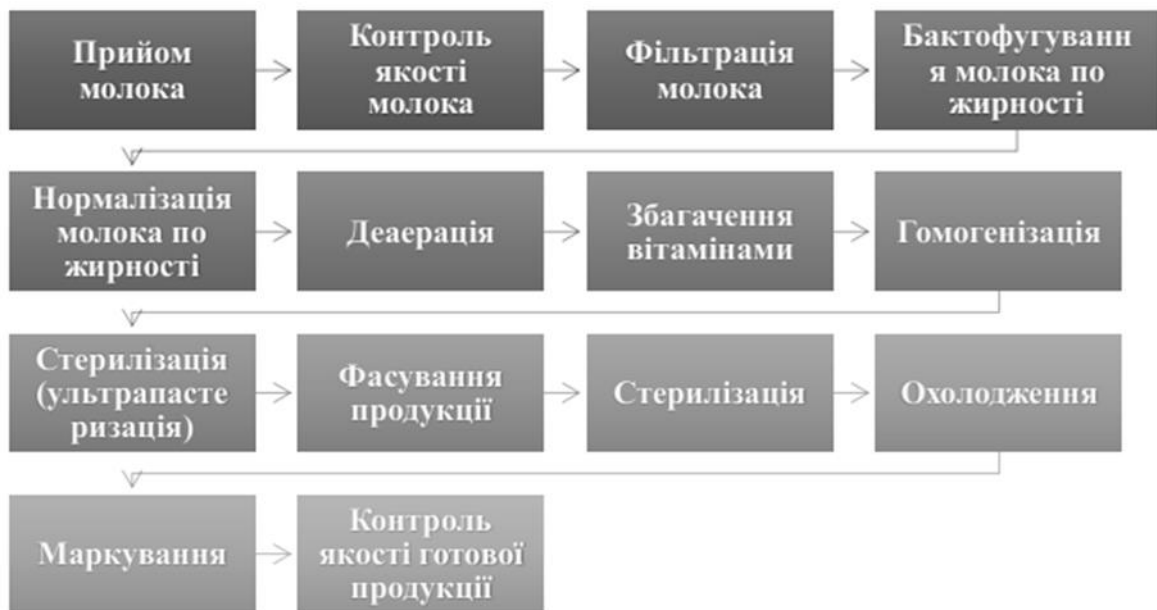 Прийом
молока
Контроль
якості
молока
Фільтрація
молока
Бактофугуванн
я молока по
жирності
Нормалізація
молока по
жирності
Деаерація
Збагачення
вітамінами
Гомогенізація
Стерилізація
(ультрапасте
ризація)
Фасування
продукції
Стерилізація
Охолодження
Маркування
Контроль
якості готової
продукції